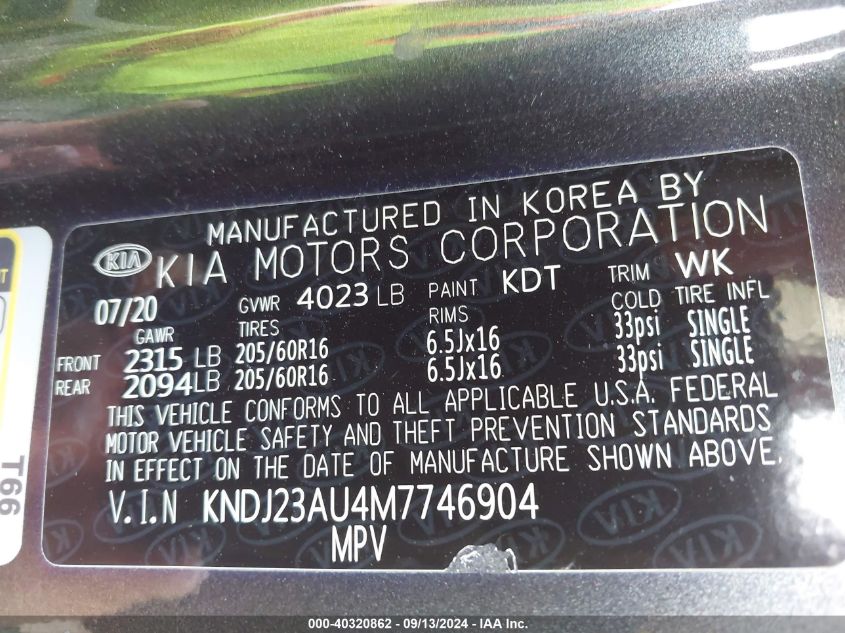 MANUFACTURED IN KOREA BY
KIA KIA MOTORS CORPORATION
07/20 GVWR 4023 LB PAINT KDT TRIM WK
GAWR TIRES RIMS COLD TIRE INFL
FRONT 2315 LB 205/60R16 6.5Jx16 33psi SINGLE
REAR 2094 LB 205/60R16 6.5Jx16 33psi SINGLE
THIS VEHICLE CONFORMS TO ALL APPLICABLE U.S.A. FEDERAL
MOTOR VEHICLE SAFETY AND THEFT PREVENTION STANDARDS
IN EFFECT ON THE DATE OF MANUFACTURE SHOWN ABOVE.
V.I.N KNDJ23AU4M7746904
MPV
T66
000-40320862 - 09/13/2024 - IAA Inc.